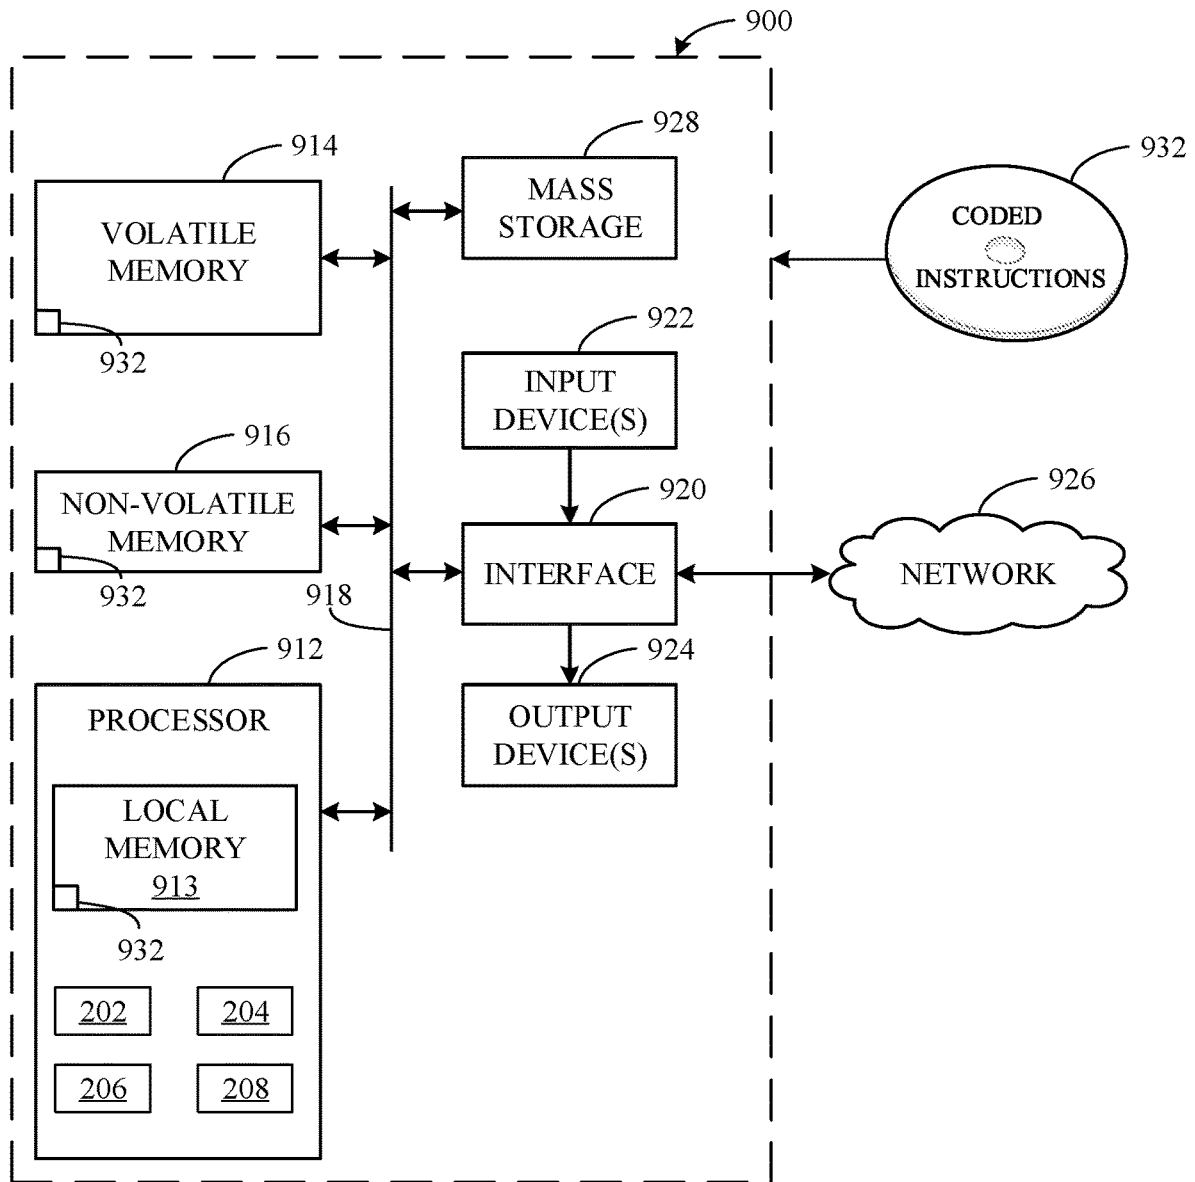 900
914
VOLATILE
MEMORY
932
928
MASS
STORAGE
932
CODED
INSTRUCTIONS
922
INPUT
DEVICE(S)
916
NON-VOLATILE
MEMORY
932
918
920
INTERFACE
926
NETWORK
912
PROCESSOR
LOCAL
MEMORY
913
932
924
OUTPUT
DEVICE(S)
202
204
206
208